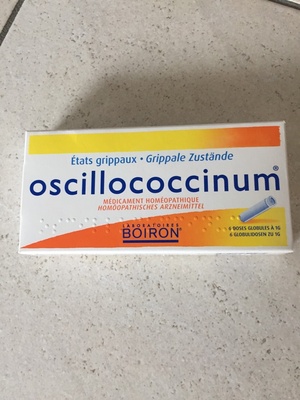 États grippaux • Grippale Zustände
oscillococcinum®
MÉDICAMENT HOMÉOPATHIQUE
HOMÖOPATHISCHES ARZNEIMITTEL
LABORATOIRES
BOIRON
6 DOSES GLOBULES À 1G
6 GLOBULIDOSEN ZU 1G